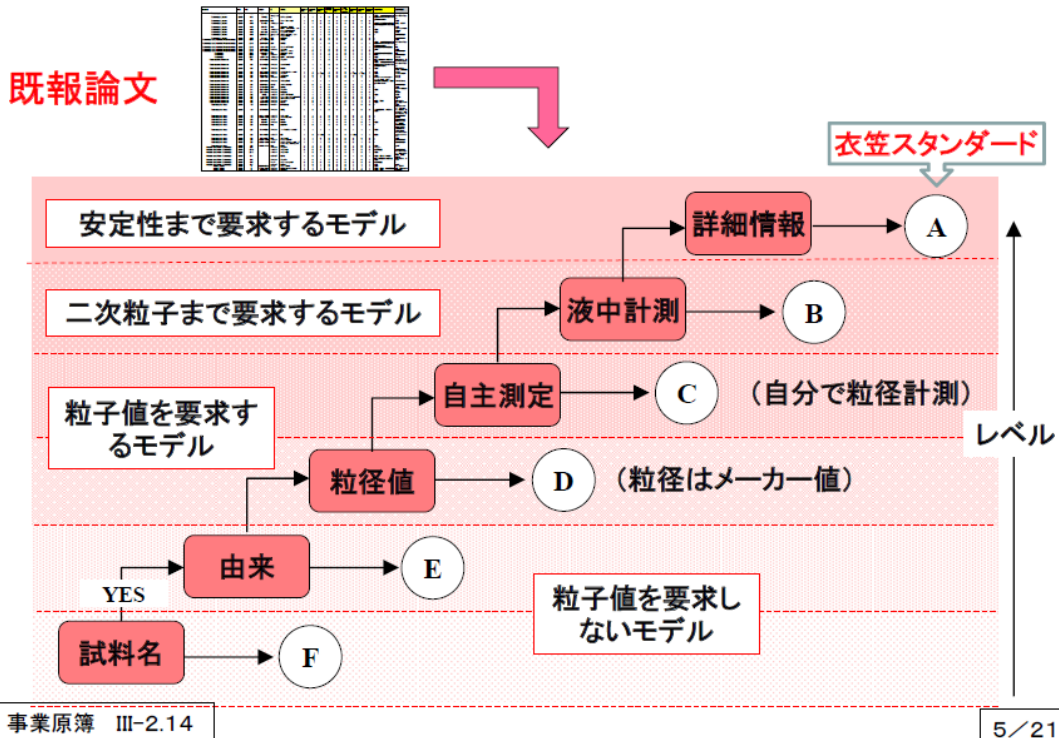 既報論文
衣笠スタンダード
安定性まで要求するモデル
詳細情報
A
二次粒子まで要求するモデル
液中計測
B
粒子値を要求す
るモデル
自主測定
C
(自分で粒径計測)
レベル
粒径値
D
(粒径はメーカー値)
由来
E
YES
粒子値を要求し
ないモデル
試料名
F
事業原簿 III-2.14
5/21